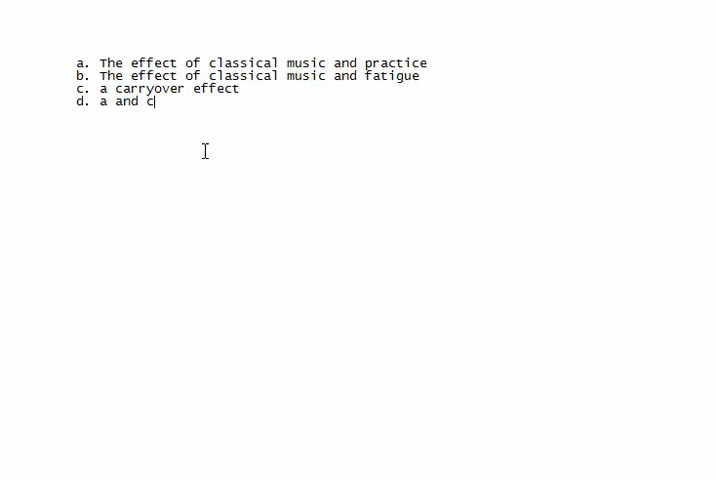 a. The effect of classical music and practice
b. The effect of classical music and fatigue
c. a carryover effect
d. a and c